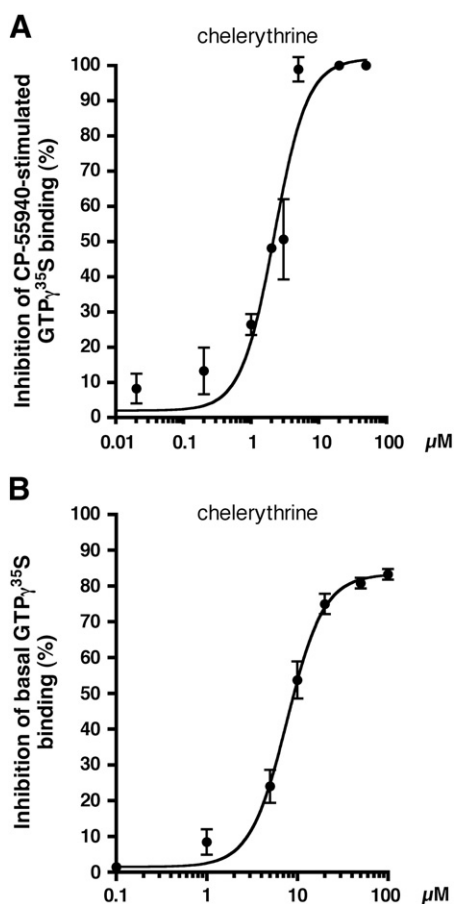 A
chelerythrine
Inhibition of CP-55940-stimulated
GTPγ³⁵S binding (%)
100
90
80
70
60
50
40
30
20
10
0
0.01 0.1 1 10 100 μM
B
chelerythrine
Inhibition of basal GTPγ³⁵S
binding (%)
100
90
80
70
60
50
40
30
20
10
0
0.1 1 10 100 μM